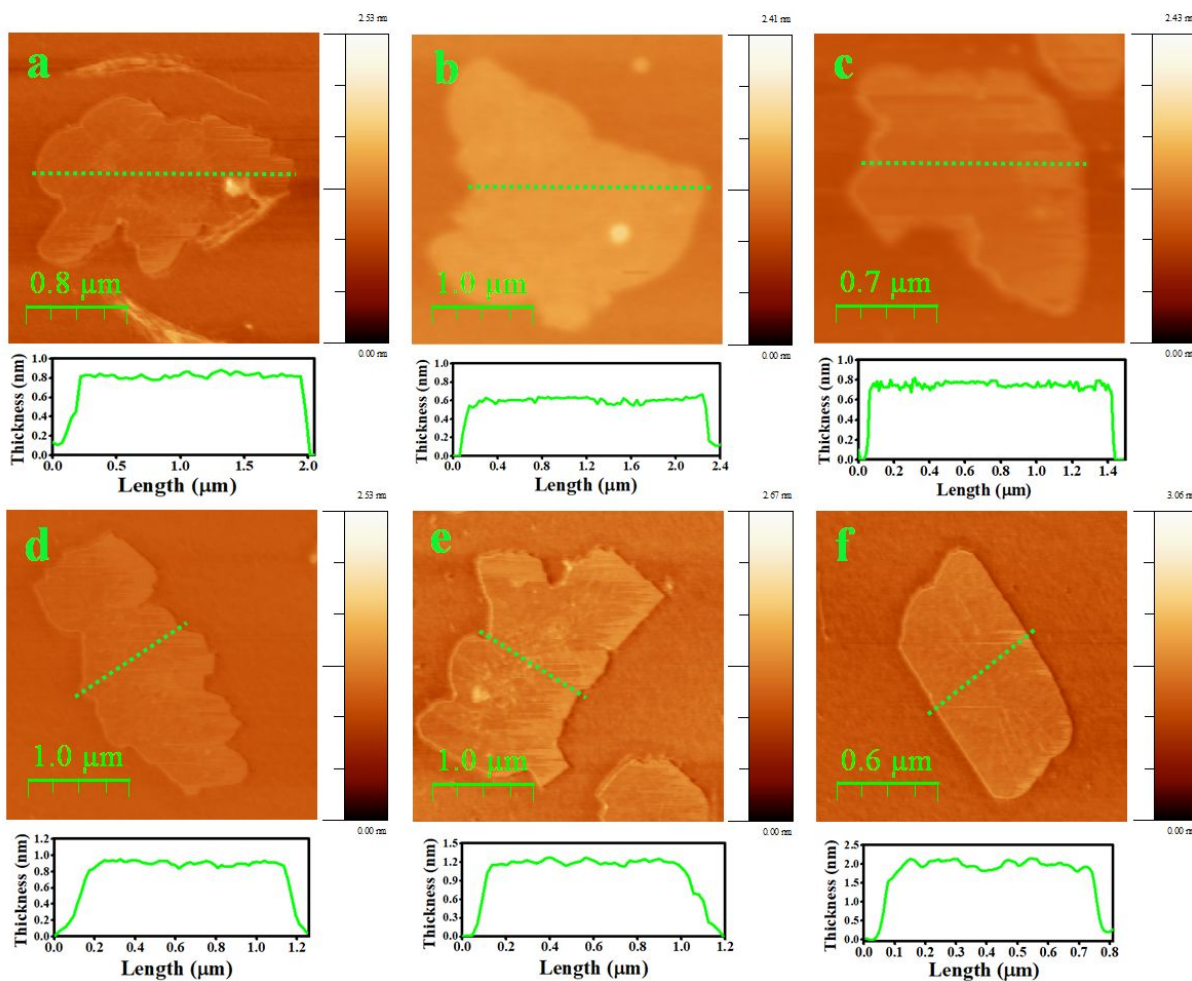 2.53 nm
2.41 nm
2.43 nm
a
b
c
0.8 μm
1.0 μm
0.7 μm
0.00 nm
0.00 nm
0.00 nm
Thickness (nm)
1.0
0.8
0.6
0.4
0.2
0.0
0.0 0.5 1.0 1.5 2.0
Length (μm)
Thickness (nm)
1.0
0.8
0.6
0.4
0.2
0.0
0.0 0.4 0.8 1.2 1.6 2.0 2.4
Length (μm)
Thickness (nm)
1.0
0.8
0.6
0.4
0.2
0.0
0.0 0.2 0.4 0.6 0.8 1.0 1.2 1.4
Length (μm)
2.53 nm
2.67 nm
3.06 nm
d
e
f
1.0 μm
1.0 μm
0.6 μm
0.00 nm
0.00 nm
0.00 nm
Thickness (nm)
1.2
1.0
0.8
0.6
0.4
0.2
0.0
0.0 0.2 0.4 0.6 0.8 1.0 1.2
Length (μm)
Thickness (nm)
1.5
1.2
0.9
0.6
0.3
0.0
0.0 0.2 0.4 0.6 0.8 1.0 1.2
Length (μm)
Thickness (nm)
2.5
2.0
1.5
1.0
0.5
0.0
0.0 0.1 0.2 0.3 0.4 0.5 0.6 0.7 0.8
Length (μm)